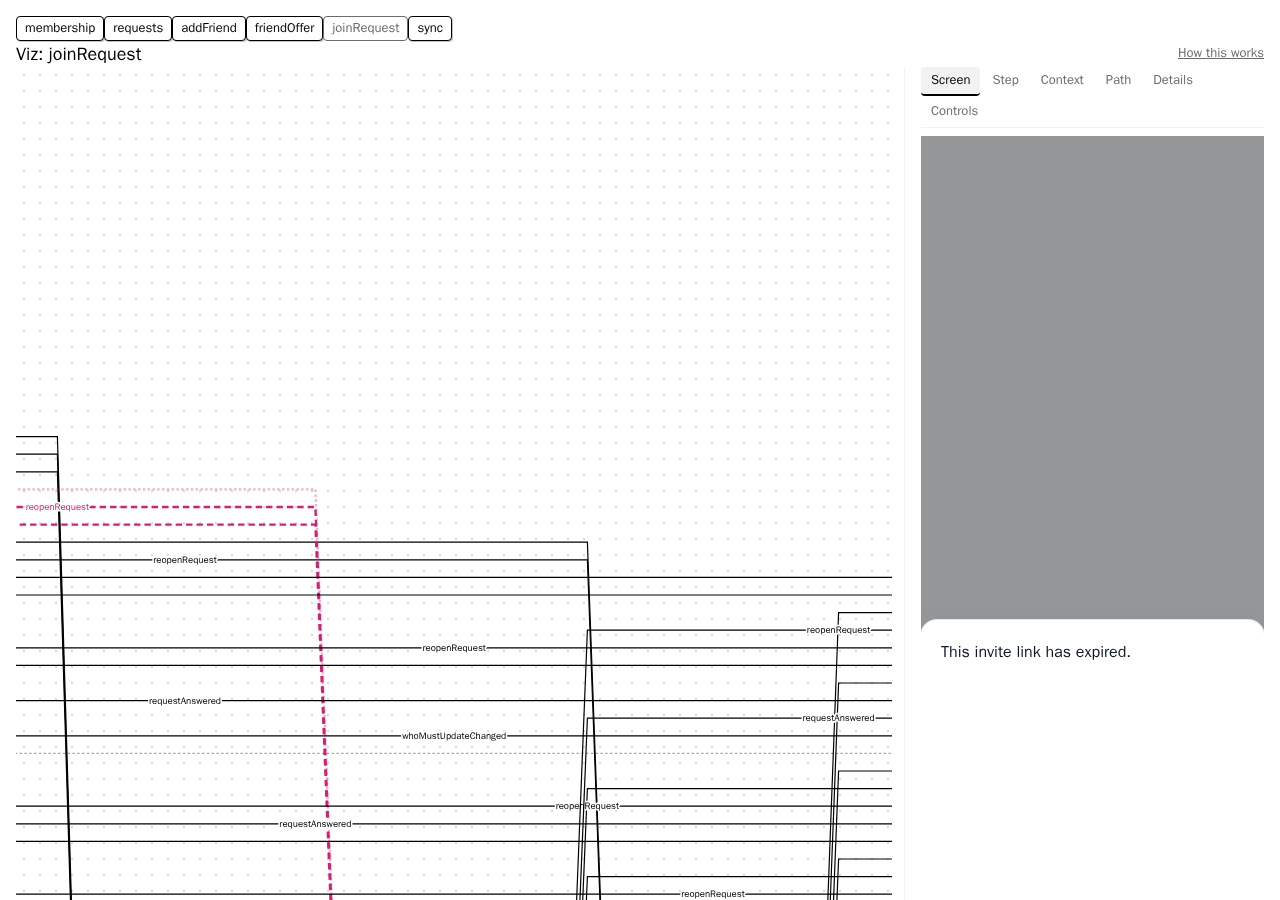 membership requests addFriend friendOffer joinRequest sync
Viz: joinRequest
How this works
Screen Step Context Path Details
Controls
reopenRequest
reopenRequest
reopenRequest
reopenRequest
requestAnswered
requestAnswered
whoMustUpdateChanged
reopenRequest
requestAnswered
reopenRequest
This invite link has expired.